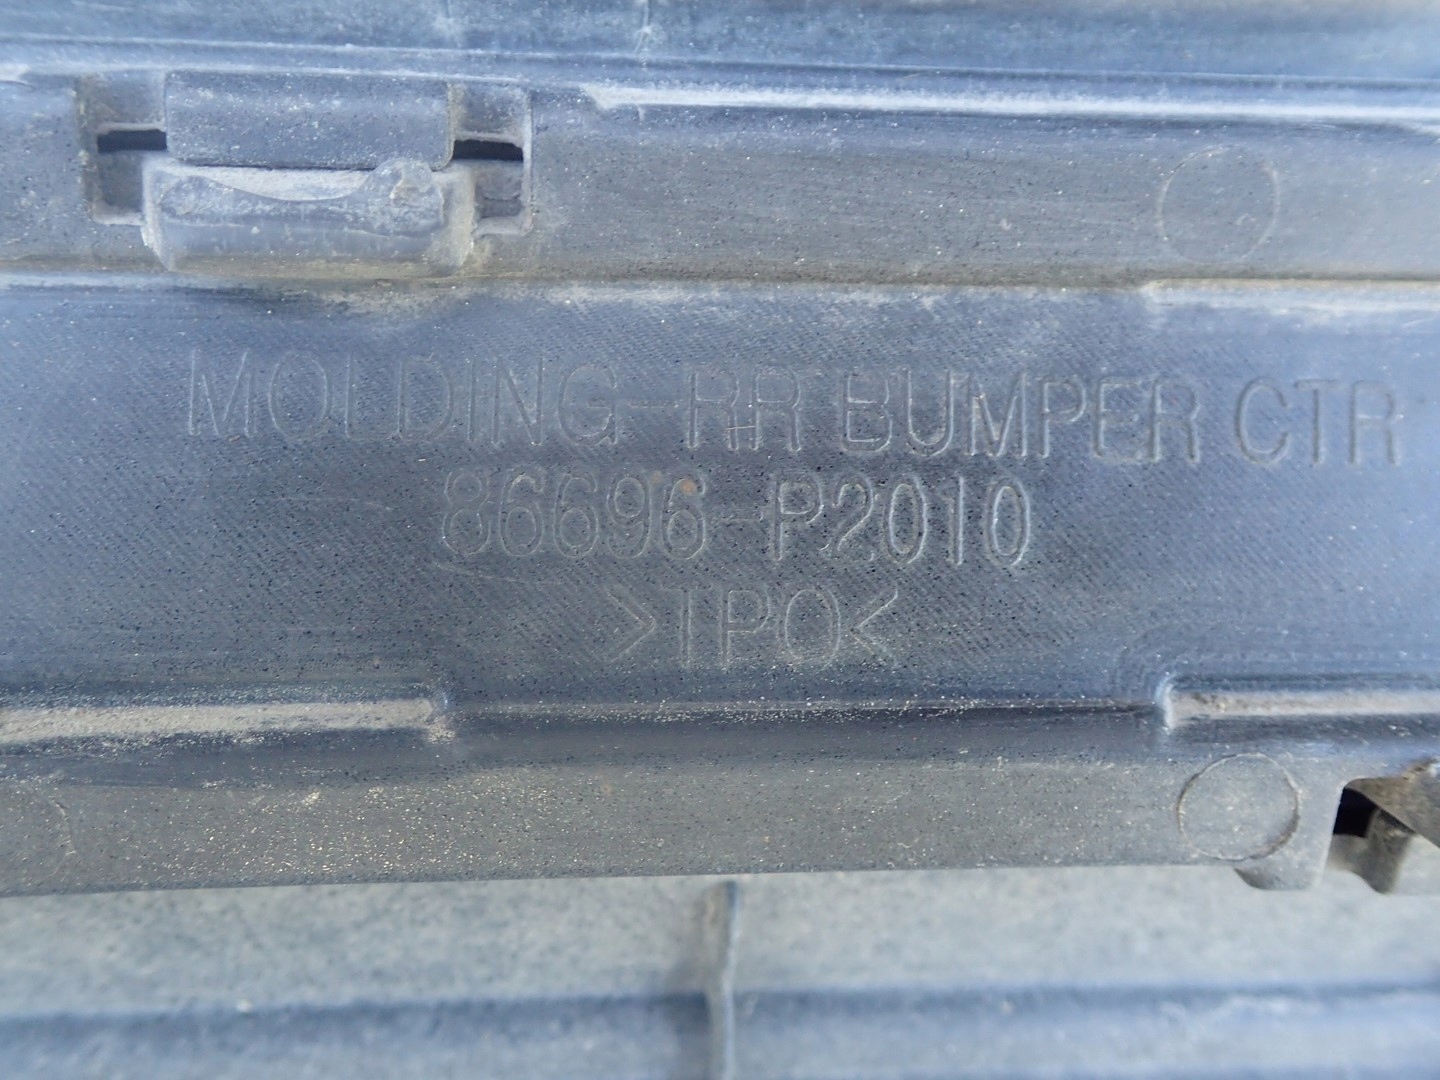 MOLDING-RR BUMPER CTR
86696-P2010
>TPO<